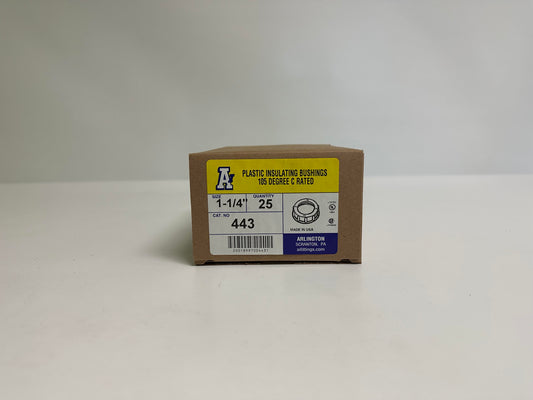 A
PLASTIC INSULATING BUSHINGS
105 DEGREE C RATED
SIZE QUANTITY
1-1/4" 25
CAT. NO
443
MADE IN USA
ARLINGTON
SCRANTON, PA
aifittings.com